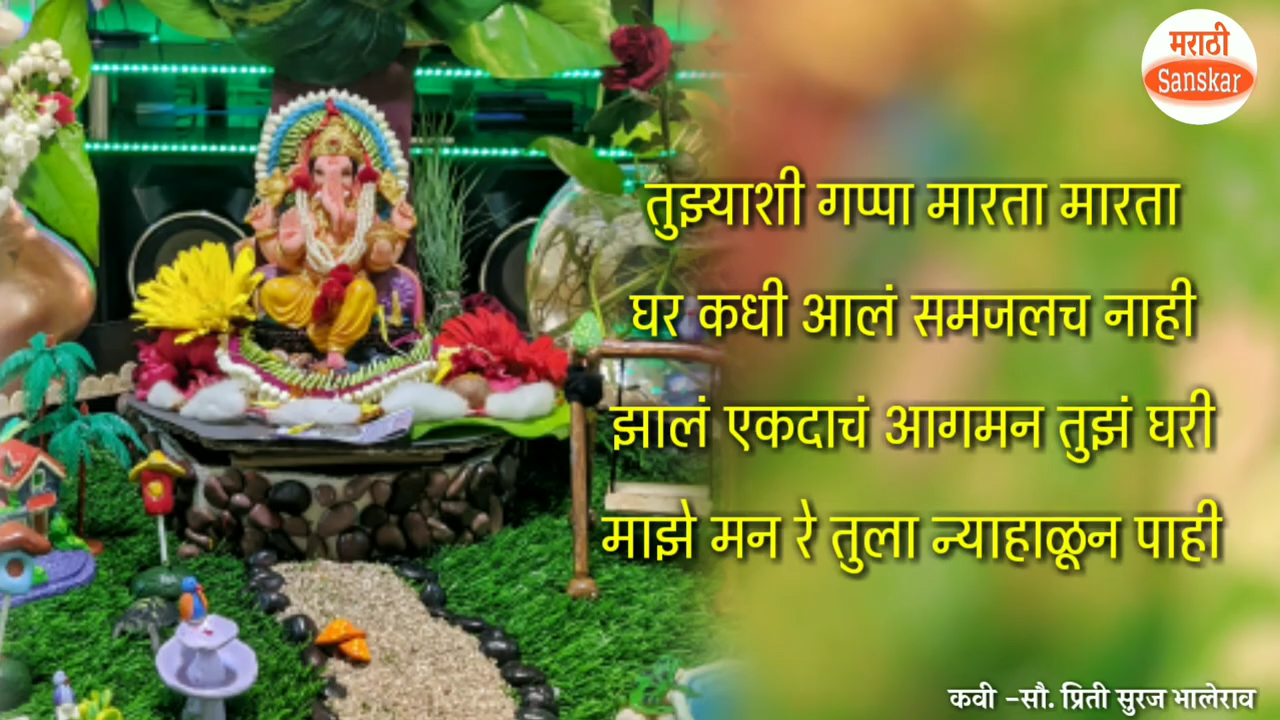 मराठी
Sanskar
तुझ्याशी गप्पा मारता मारता
घर कधी आलं समजलच नाही
झालं एकदाचं आगमन तुझं घरी
माझे मन रे तुला न्याहाळून पाही
कवी -सौ. प्रिती सुरज भालेराव